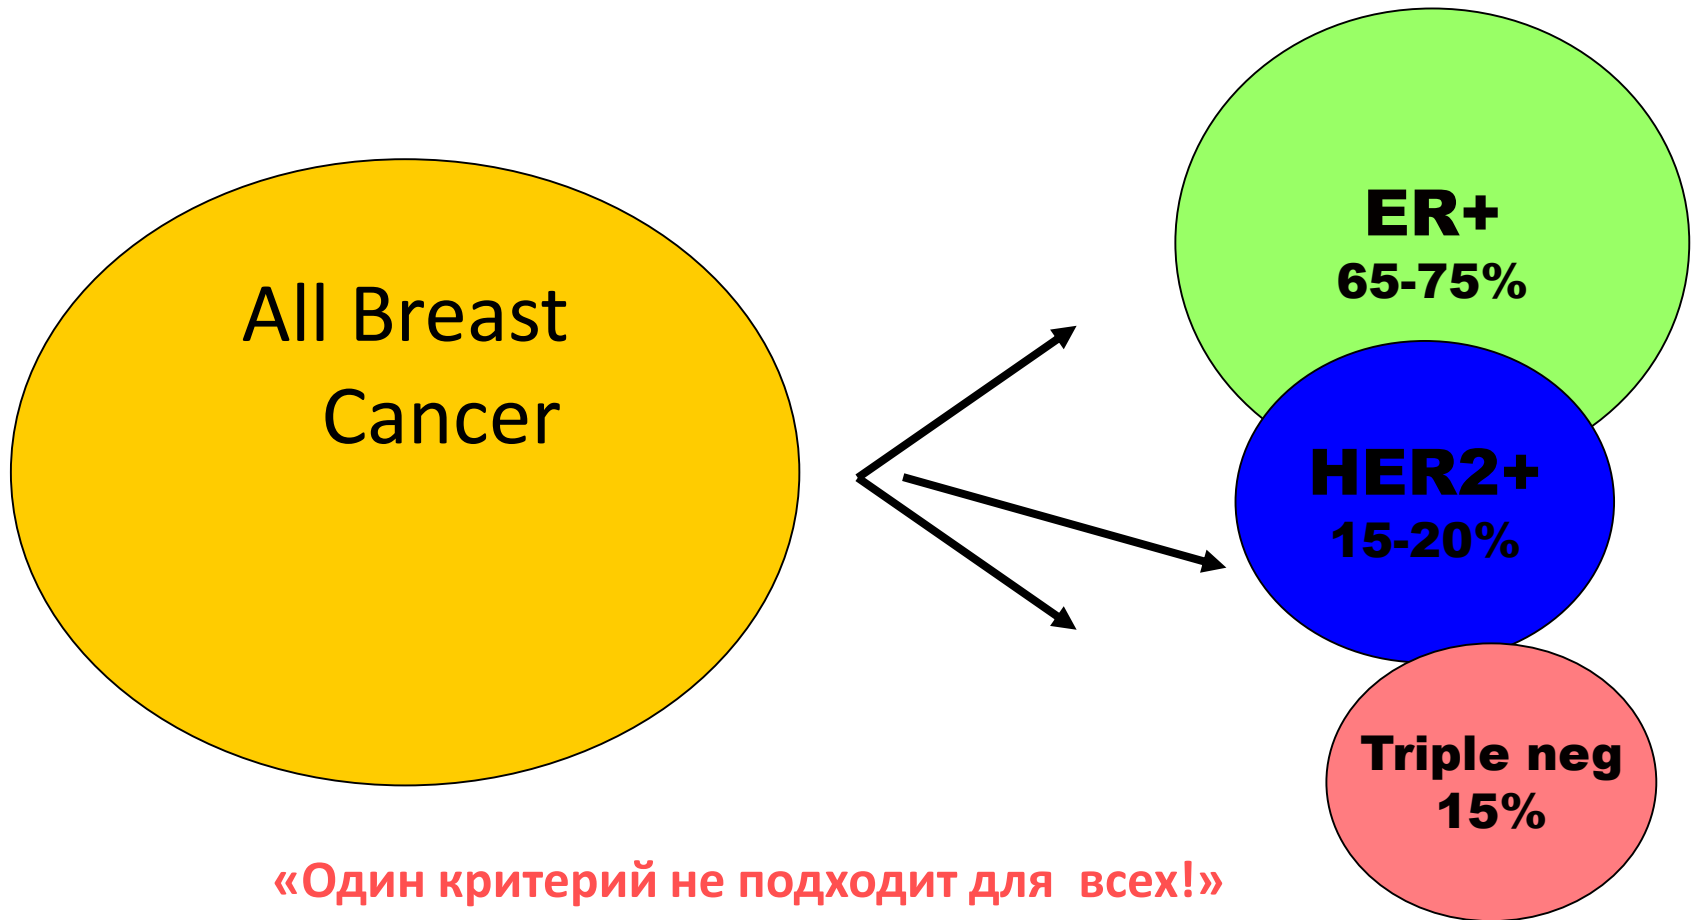 All Breast
Cancer
ER+
65-75%
HER2+
15-20%
Triple neg
15%
«Один критерий не подходит для  всех!»